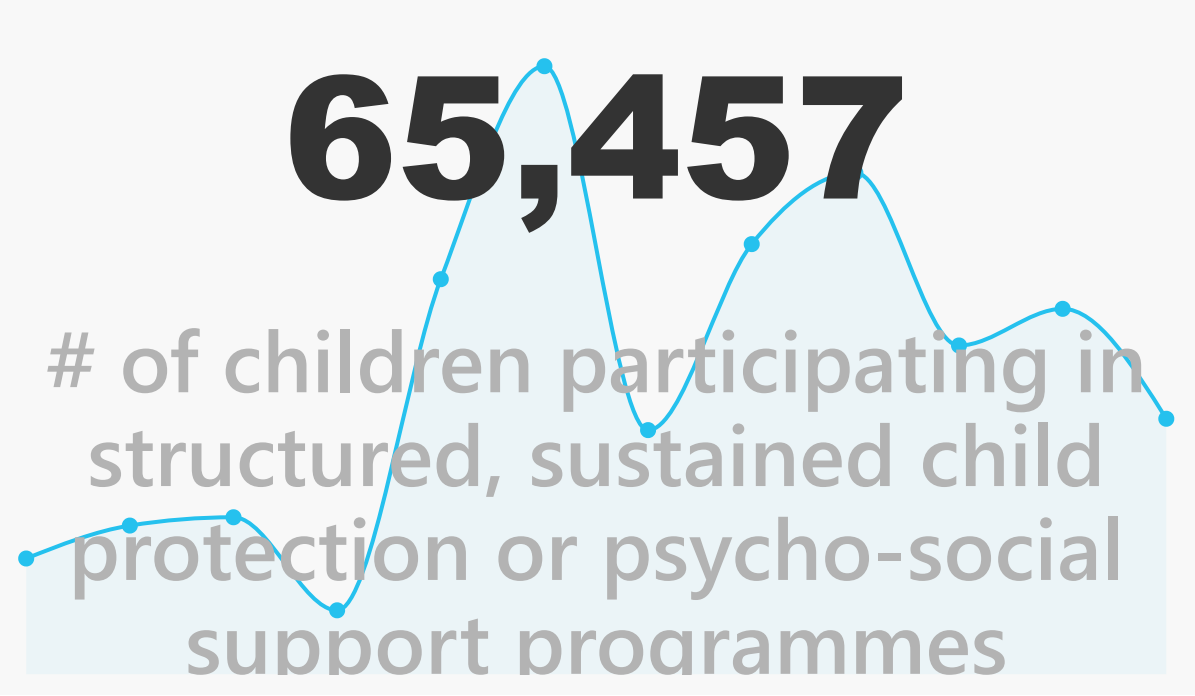 65,457
# of children participating in
structured, sustained child
protection or psycho-social
support programmes